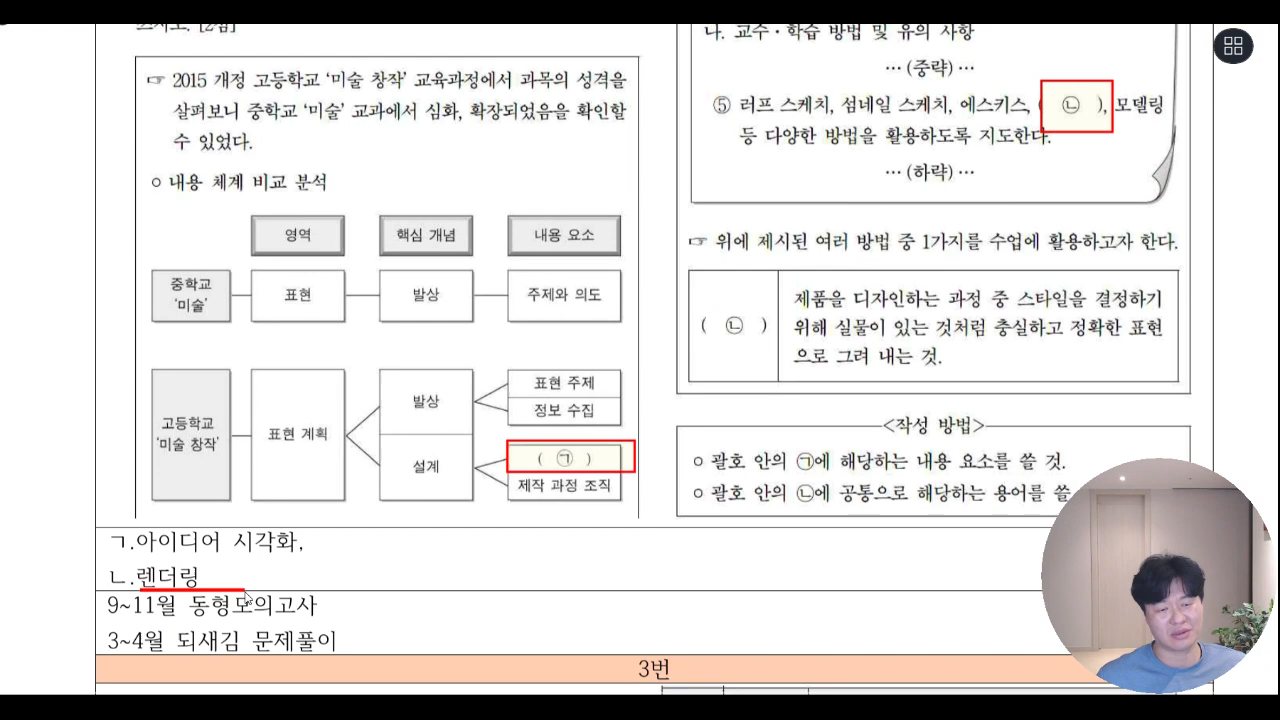 ☞ 2015 개정 고등학교 ‘미술 창작’ 교육과정에서 과목의 성격을
살펴보니 중학교 ‘미술’ 교과에서 심화, 확장되었음을 확인할
수 있었다.
○ 내용 체계 비교 분석
영역 핵심 개념 내용 요소
중학교
‘미술’
표현 발상 주제와 의도
고등학교
‘미술 창작’
표현 계획
발상
표현 주제
정보 수집
설계
( ㉠ )
제작 과정 조직
나. 교수·학습 방법 및 유의 사항
… (중략) …
⑤ 러프 스케치, 섬네일 스케치, 에스키스, ( ㉡ ), 모델링
등 다양한 방법을 활용하도록 지도한다.
… (하략) …
☞ 위에 제시된 여러 방법 중 1가지를 수업에 활용하고자 한다.
( ㉡ )
제품을 디자인하는 과정 중 스타일을 결정하기
위해 실물이 있는 것처럼 충실하고 정확한 표현
으로 그려 내는 것.
<작성 방법>
○ 괄호 안의 ㉠에 해당하는 내용 요소를 쓸 것.
○ 괄호 안의 ㉡에 공통으로 해당하는 용어를 쓸
ㄱ.아이디어 시각화,
ㄴ.렌더링
9~11월 동형모의고사
3~4월 되새김 문제풀이
3번